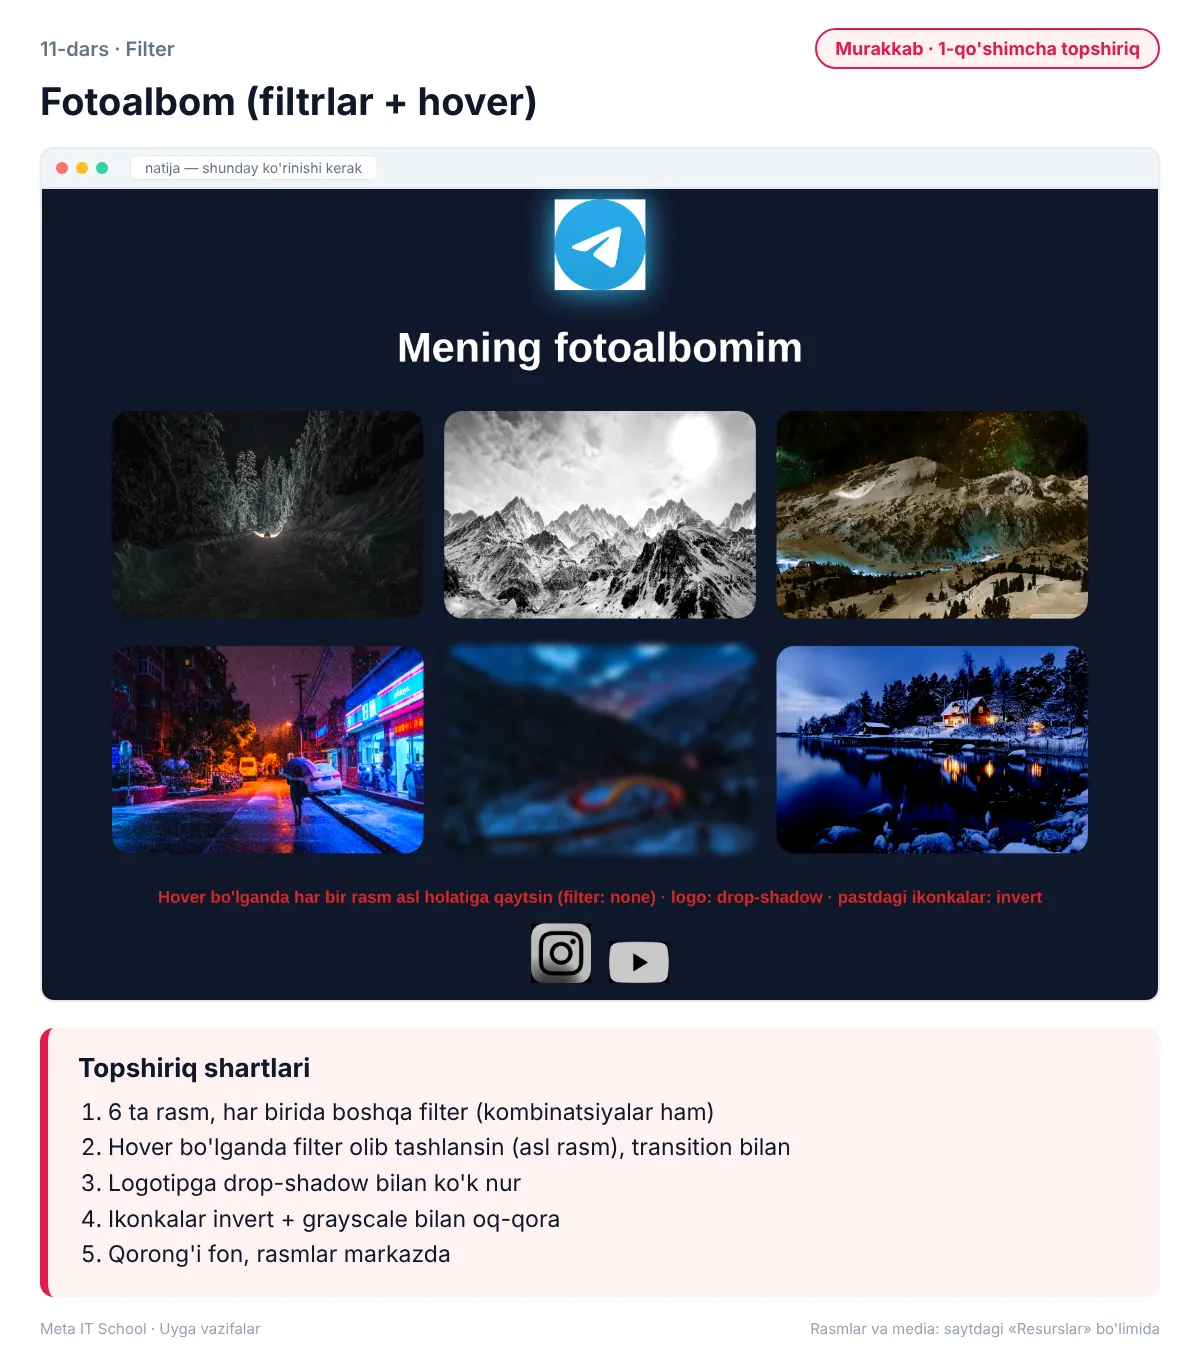 11-dars · Filter
Murakkab · 1-qo'shimcha topshiriq
Fotoalbom (filtrlar + hover)
natija — shunday ko'rinishi kerak
Mening fotoalbomim
Hover bo'lganda har bir rasm asl holatiga qaytsin (filter: none) · logo: drop-shadow · pastdagi ikonkalar: invert
Topshiriq shartlari
1. 6 ta rasm, har birida boshqa filter (kombinatsiyalar ham)
2. Hover bo'lganda filter olib tashlansin (asl rasm), transition bilan
3. Logotipga drop-shadow bilan ko'k nur
4. Ikonkalar invert + grayscale bilan oq-qora
5. Qorong'i fon, rasmlar markazda
Meta IT School · Uyga vazifalar
Rasmlar va media: saytdagi «Resurslar» bo'limida